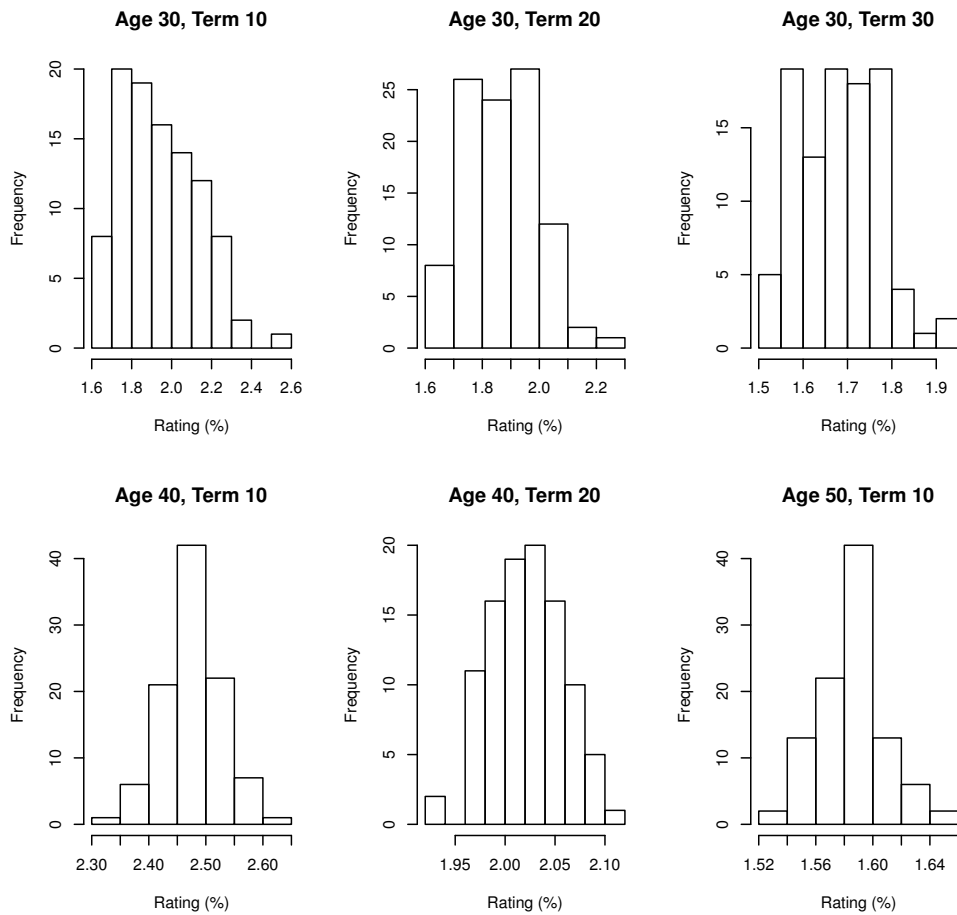 Age 30, Term 10
Frequency
0 5 10 15 20
1.6 1.8 2.0 2.2 2.4 2.6
Rating (%)
Age 30, Term 20
Frequency
0 5 10 15 20 25
1.6 1.8 2.0 2.2
Rating (%)
Age 30, Term 30
Frequency
0 5 10 15
1.5 1.6 1.7 1.8 1.9
Rating (%)
Age 40, Term 10
Frequency
0 10 20 30 40
2.30 2.40 2.50 2.60
Rating (%)
Age 40, Term 20
Frequency
0 5 10 15 20
1.95 2.00 2.05 2.10
Rating (%)
Age 50, Term 10
Frequency
0 10 20 30 40
1.52 1.56 1.60 1.64
Rating (%)